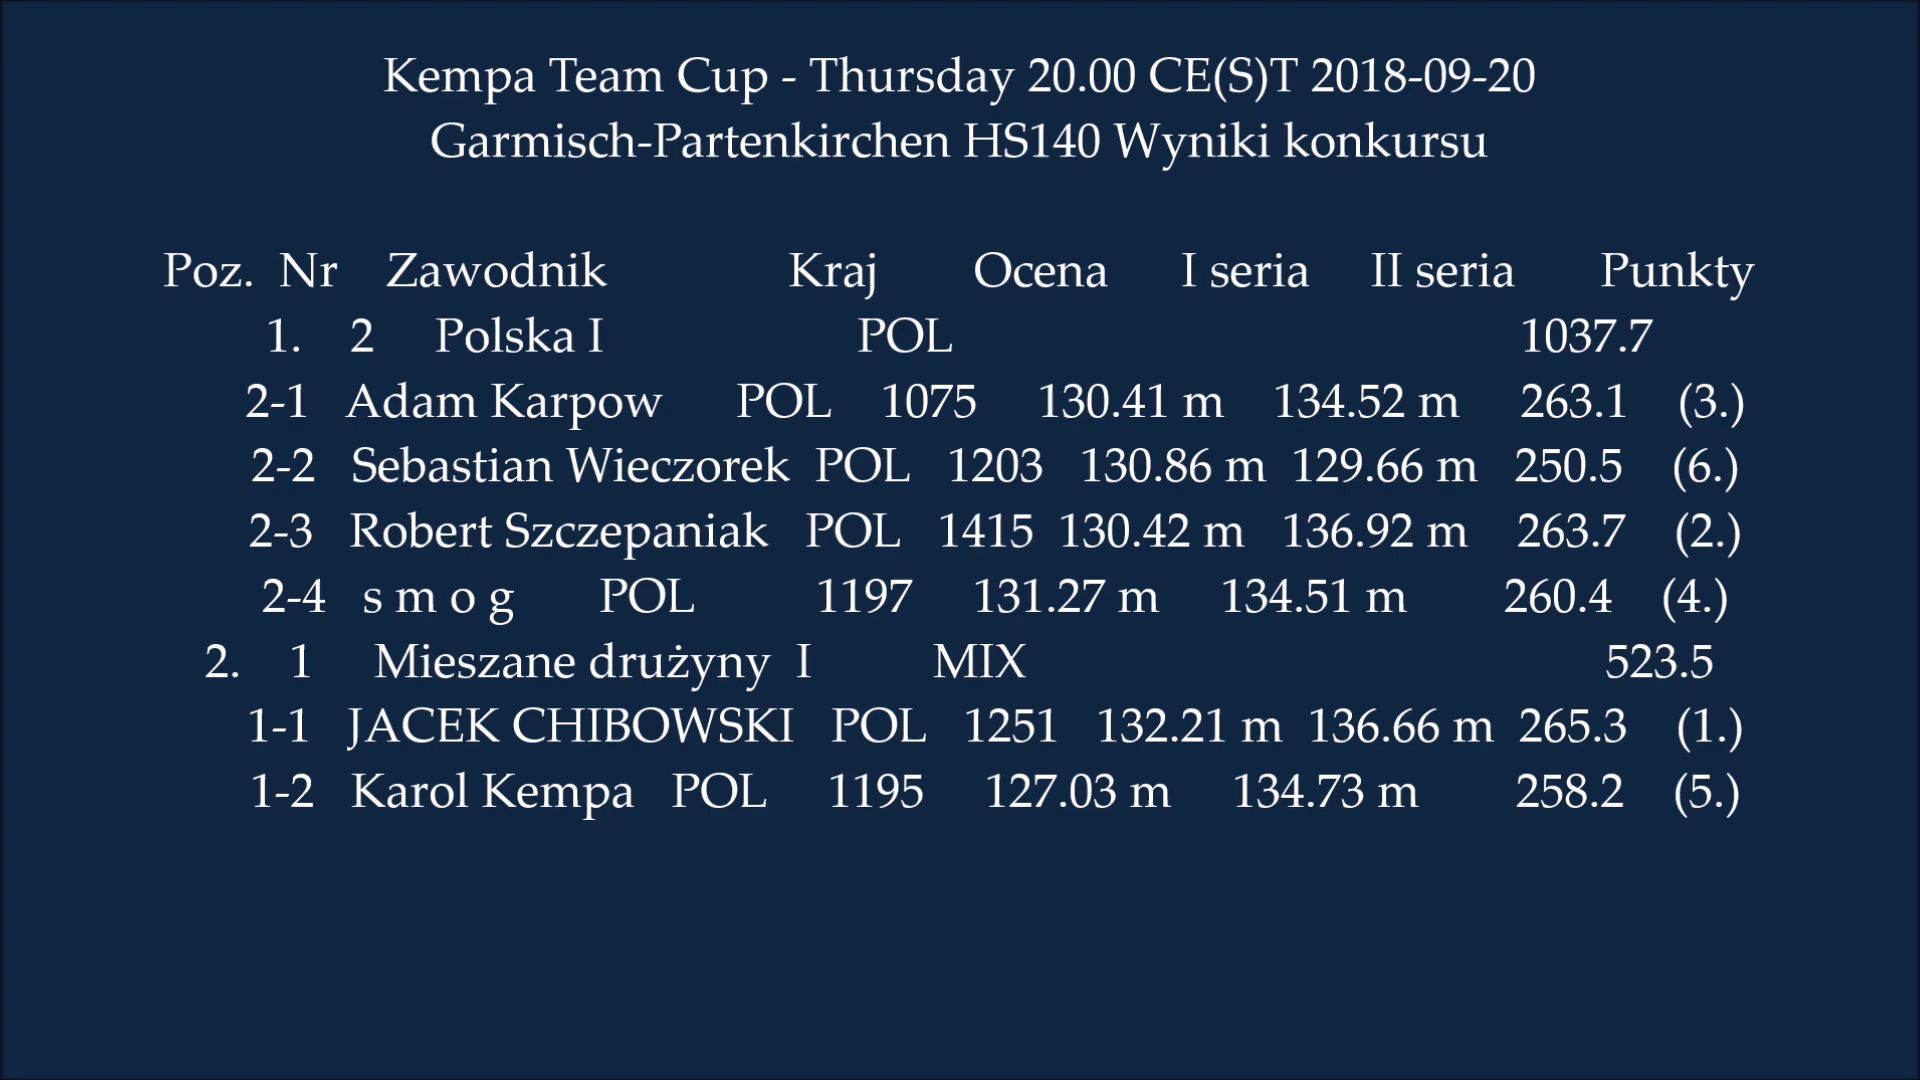 Kempa Team Cup - Thursday 20.00 CE(S)T 2018-09-20
Garmisch-Partenkirchen HS140 Wyniki konkursu
Poz. Nr Zawodnik Kraj Ocena I seria II seria Punkty
1. 2 Polska I POL 1037.7
2-1 Adam Karpow POL 1075 130.41 m 134.52 m 263.1 (3.)
2-2 Sebastian Wieczorek POL 1203 130.86 m 129.66 m 250.5 (6.)
2-3 Robert Szczepaniak POL 1415 130.42 m 136.92 m 263.7 (2.)
2-4 s m o g POL 1197 131.27 m 134.51 m 260.4 (4.)
2. 1 Mieszane drużyny I MIX 523.5
1-1 JACEK CHIBOWSKI POL 1251 132.21 m 136.66 m 265.3 (1.)
1-2 Karol Kempa POL 1195 127.03 m 134.73 m 258.2 (5.)